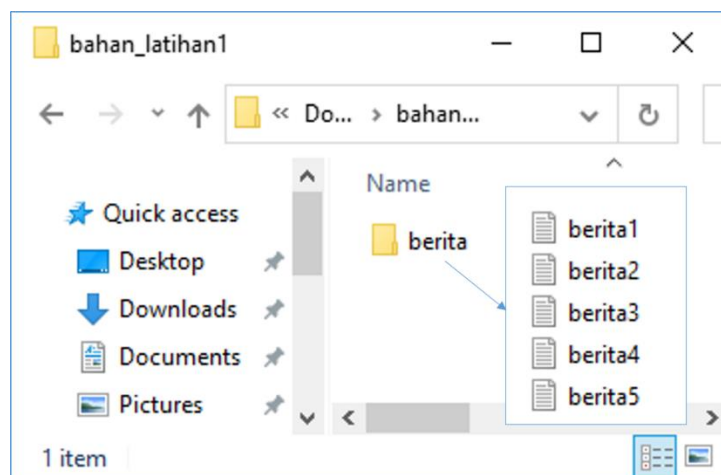 bahan_latihan1
« Do... › bahan...
Name
Quick access
Desktop
Downloads
Documents
Pictures
berita
berita1
berita2
berita3
berita4
berita5
1 item